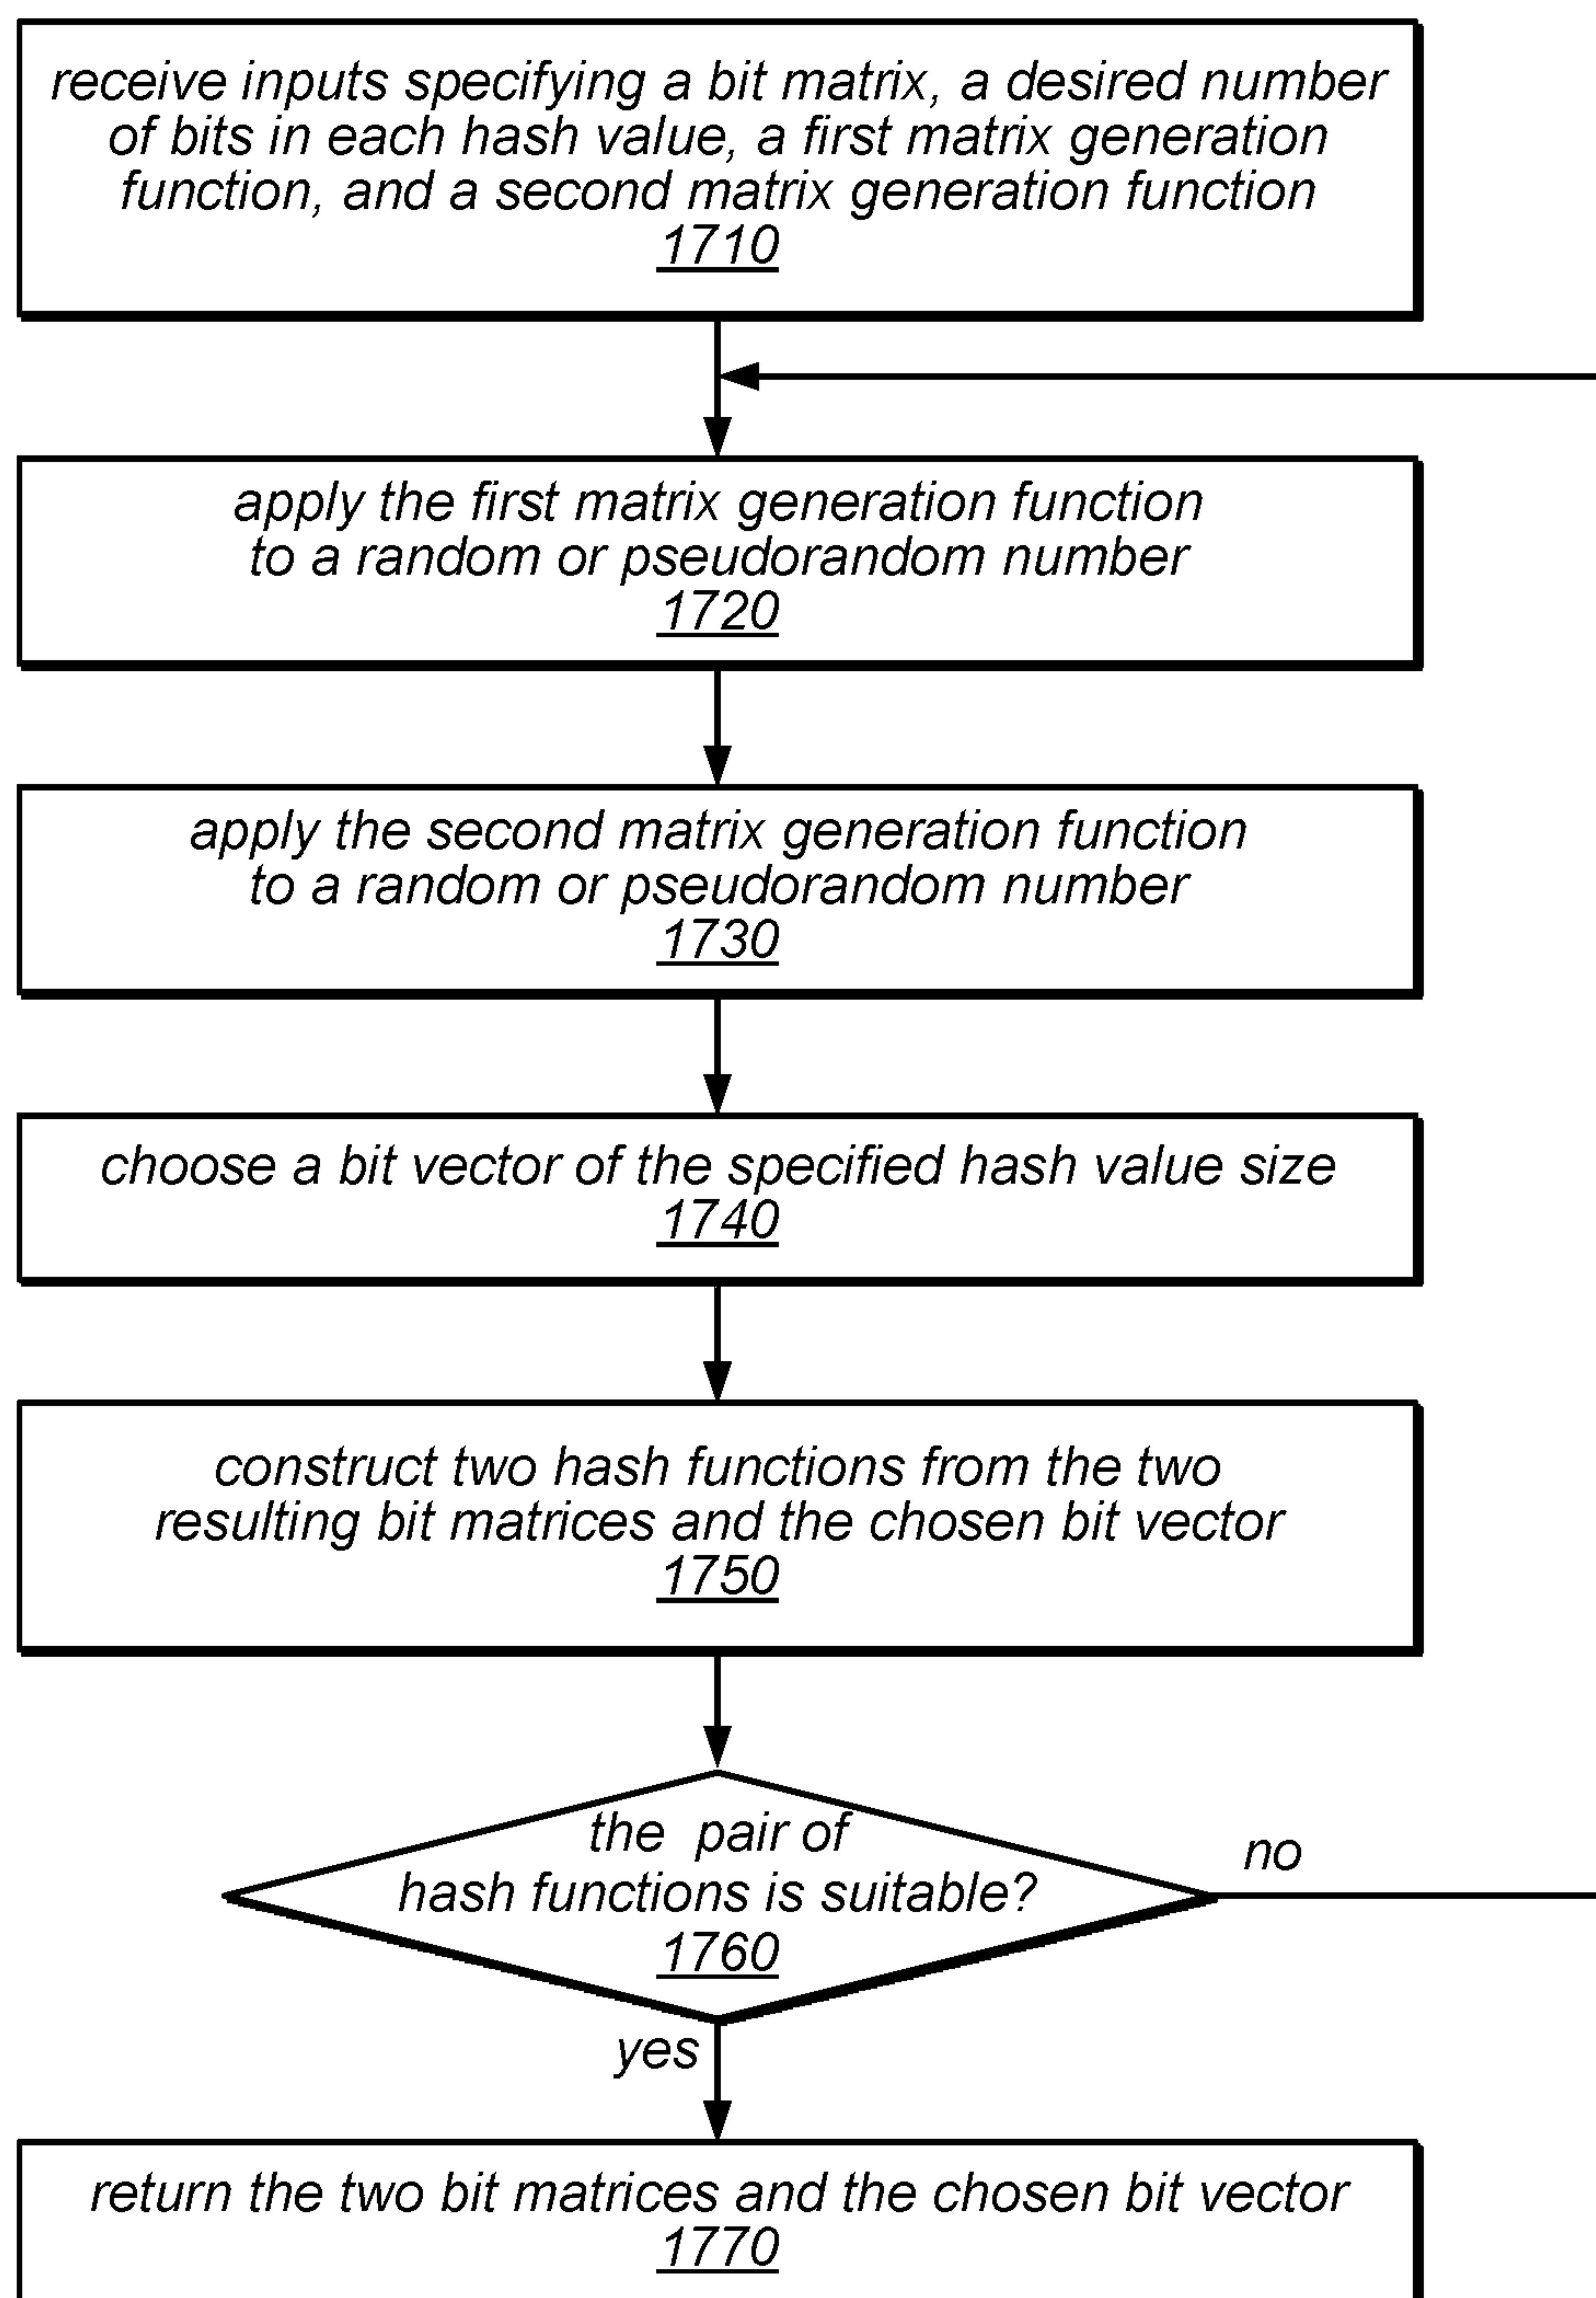 receive inputs specifying a bit matrix, a desired number
of bits in each hash value, a first matrix generation
function, and a second matrix generation function
1710
apply the first matrix generation function
to a random or pseudorandom number
1720
apply the second matrix generation function
to a random or pseudorandom number
1730
choose a bit vector of the specified hash value size
1740
construct two hash functions from the two
resulting bit matrices and the chosen bit vector
1750
the pair of
hash functions is suitable?
1760
no
yes
return the two bit matrices and the chosen bit vector
1770